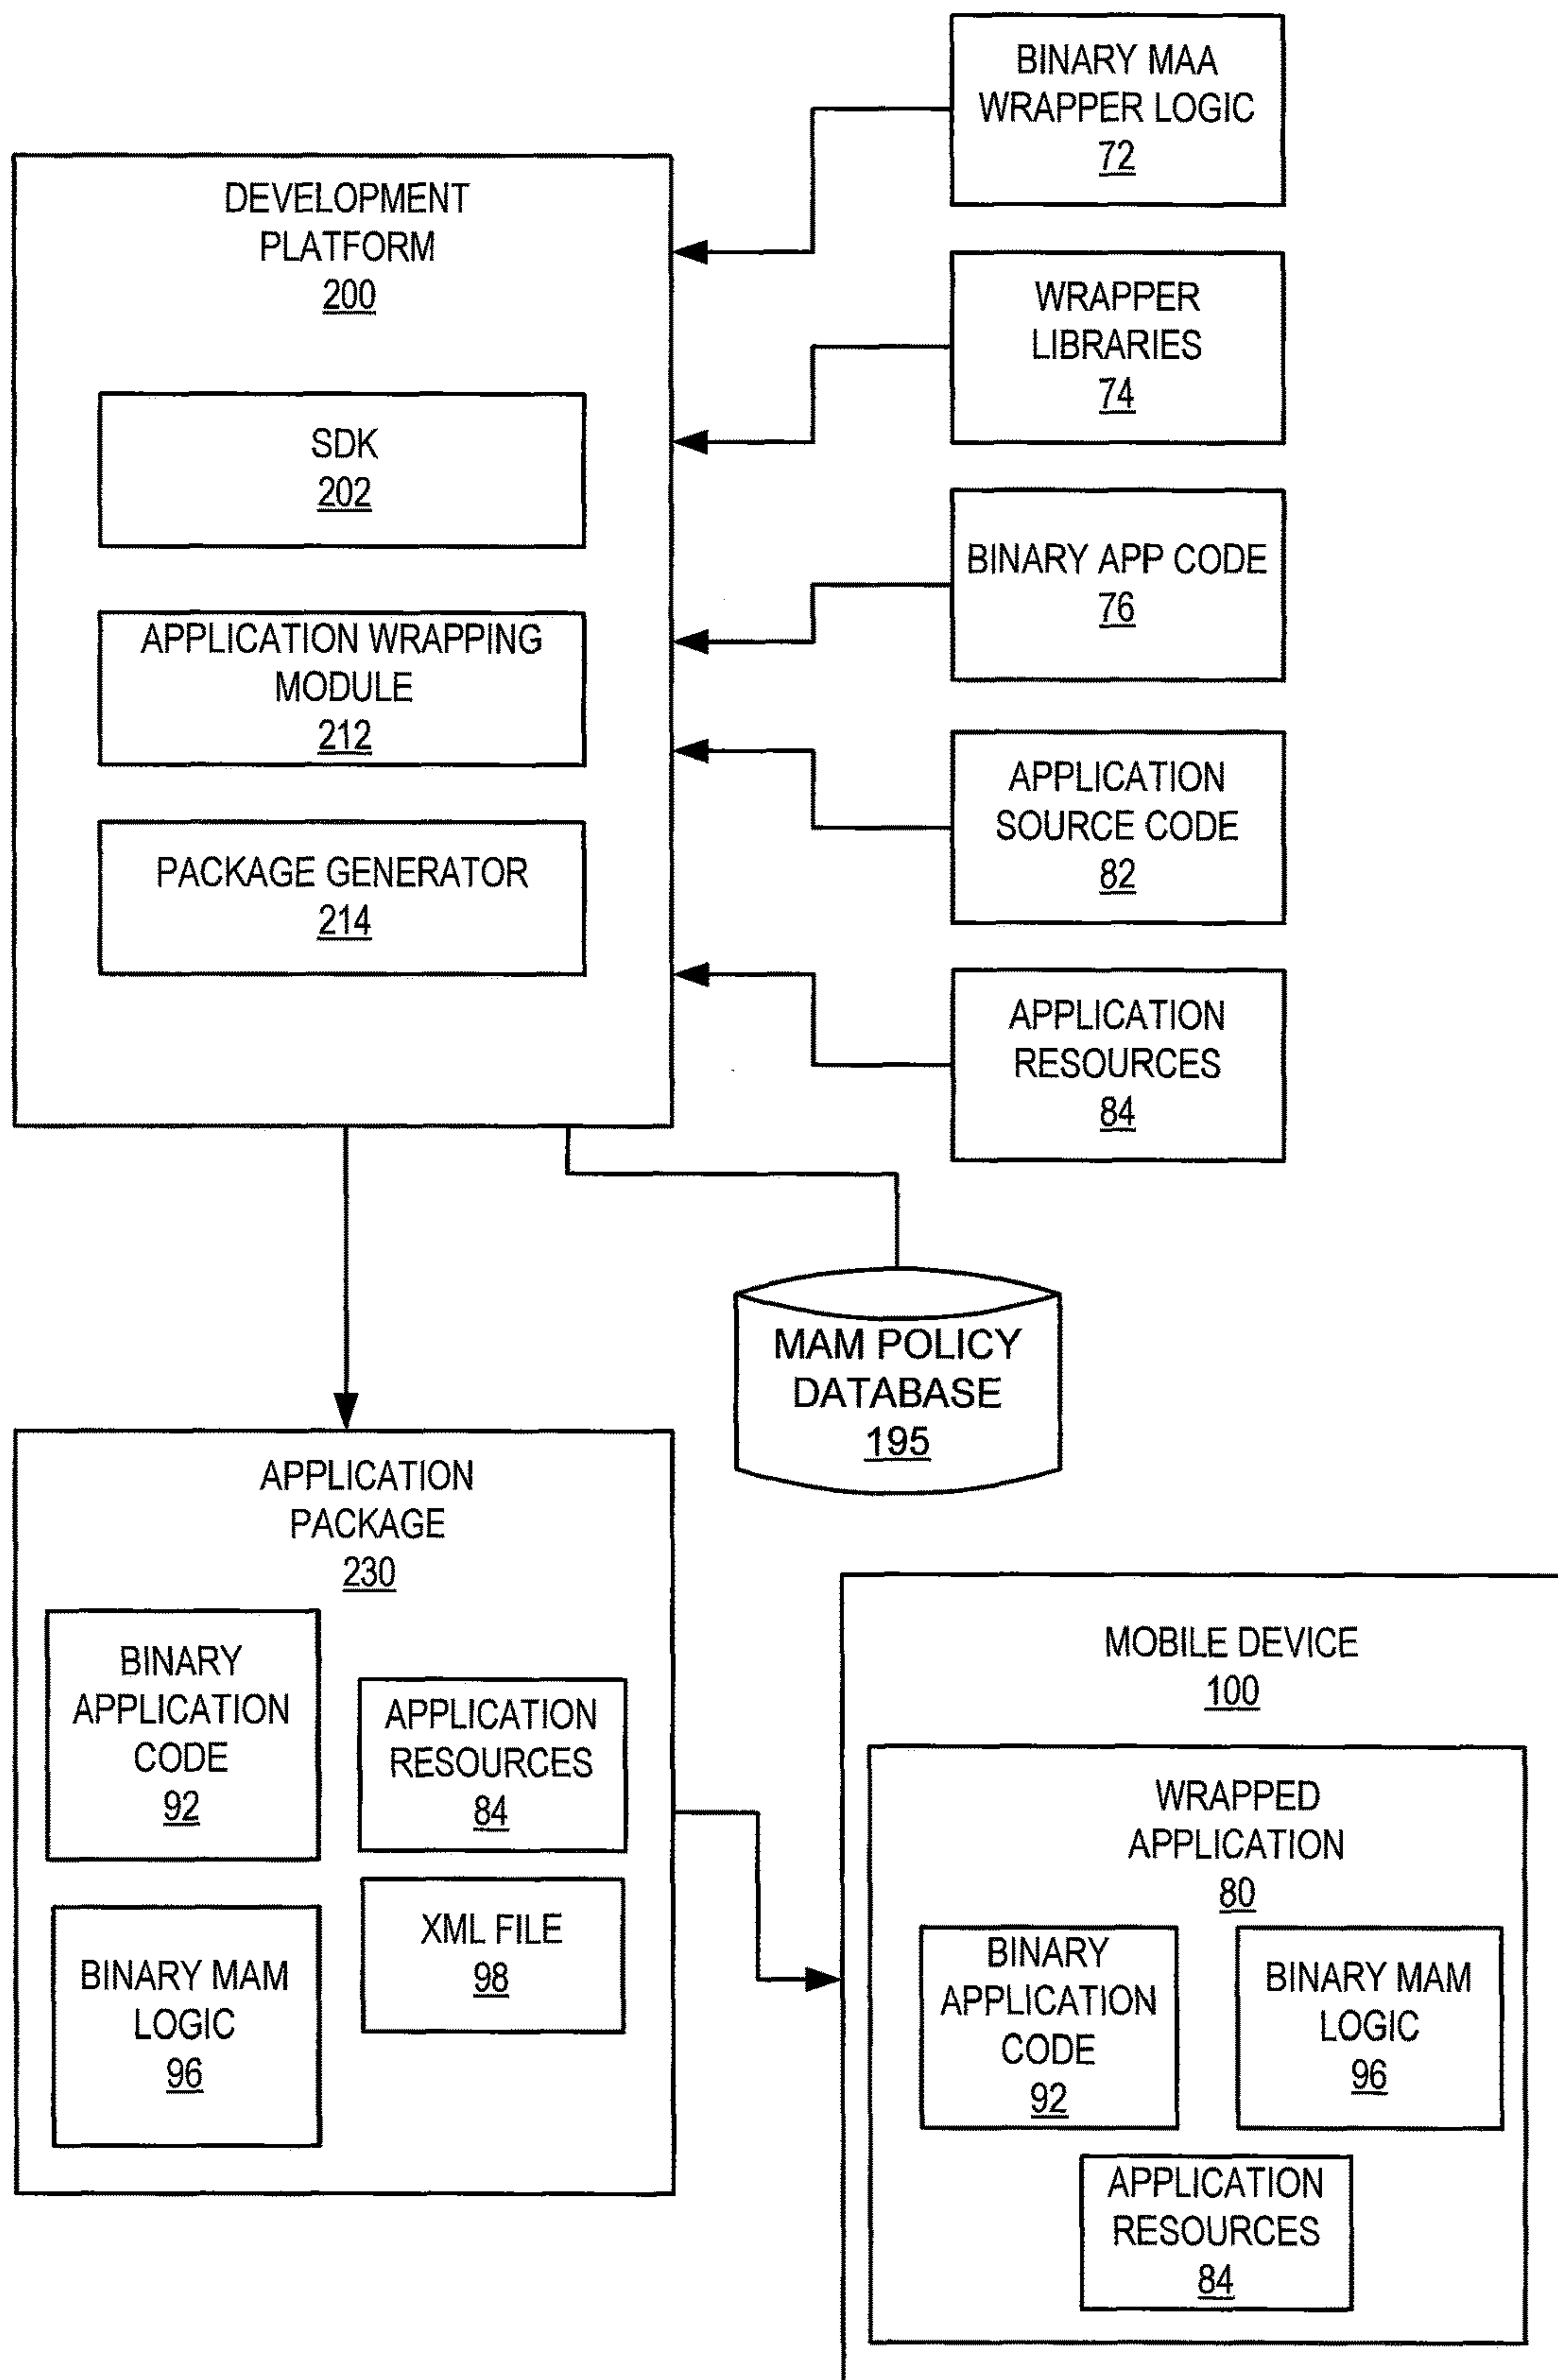 BINARY MAA
WRAPPER LOGIC
72
DEVELOPMENT
PLATFORM
200
WRAPPER
LIBRARIES
74
SDK
202
BINARY APP CODE
76
APPLICATION WRAPPING
MODULE
212
APPLICATION
SOURCE CODE
82
PACKAGE GENERATOR
214
APPLICATION
RESOURCES
84
MAM POLICY
DATABASE
195
APPLICATION
PACKAGE
230
BINARY
APPLICATION
CODE
92
APPLICATION
RESOURCES
84
BINARY MAM
LOGIC
96
XML FILE
98
MOBILE DEVICE
100
WRAPPED
APPLICATION
80
BINARY
APPLICATION
CODE
92
BINARY MAM
LOGIC
96
APPLICATION
RESOURCES
84